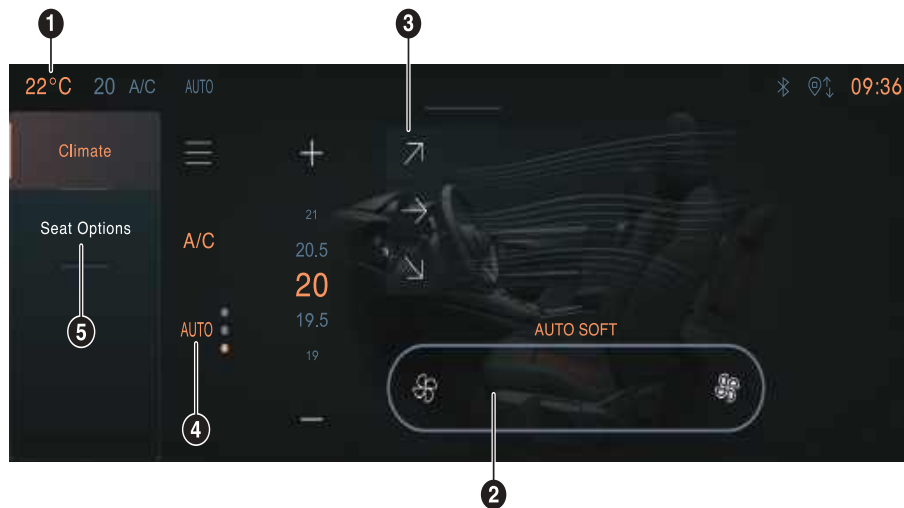 1
3
22°C 20 A/C AUTO 09:36
Climate
Seat Options
5
A/C
AUTO
4
21
20.5
20
19.5
19
AUTO SOFT
2